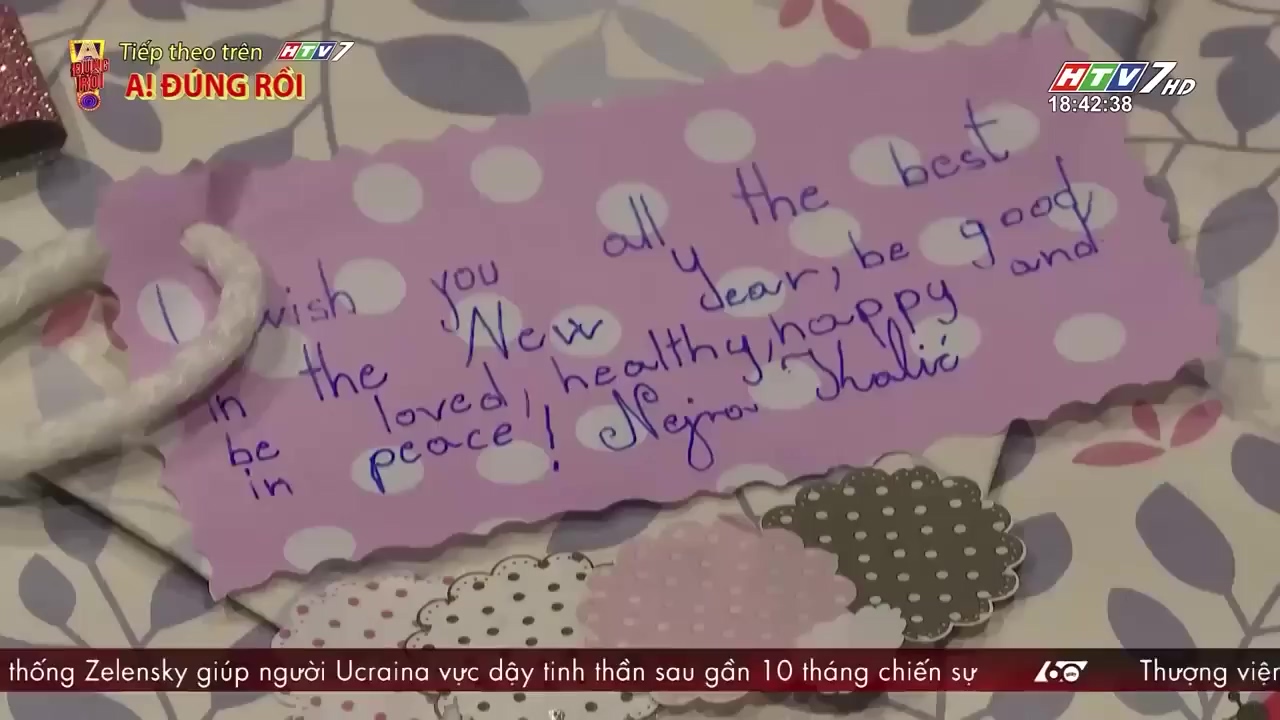 Tiếp theo trên HTV7
A! ĐÚNG RỒI
A ĐÚNG RỒI
HTV7 HD
18:42:38
I wish you all the best
in the New year, be good
be loved, healthy, happy and
in peace! Nejra Ihalić
thống Zelensky giúp người Ucraina vực dậy tinh thần sau gần 10 tháng chiến sự
60
Thượng viện